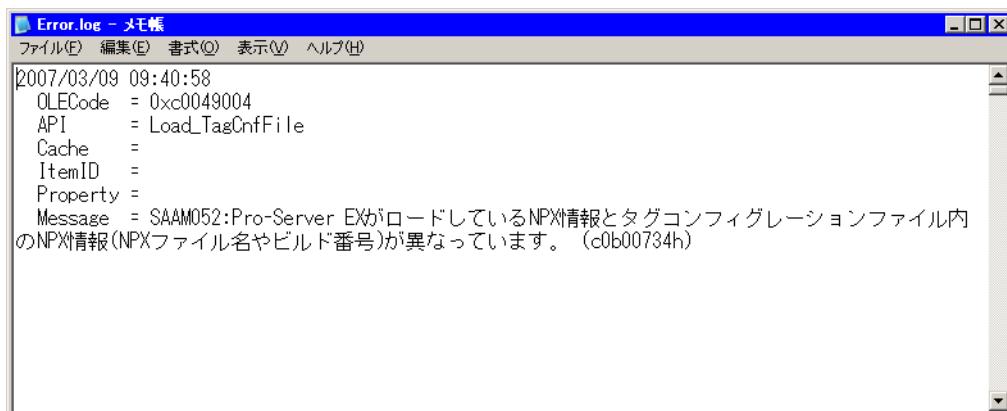 Error.log - メモ帳
ファイル(F) 編集(E) 書式(O) 表示(V) ヘルプ(H)
2007/03/09 09:40:58
OLECode = 0xc0049004
API = Load_TagCnfFile
Cache =
ItemID =
Property =
Message = SAAM052:Pro-Server EXがロードしているNPX情報とタグコンフィグレーションファイル内
のNPX情報(NPXファイル名やビルド番号)が異なっています。 (c0b00734h)